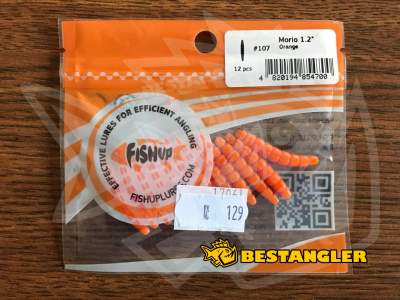 Morio 1.2"
#107
Orange
12 pcs
4 820194 854700
EFFECTIVE LURES FOR EFFICIENT ANGLING
FISHUP
FISHUPLURES.COM
129
BESTANGLER